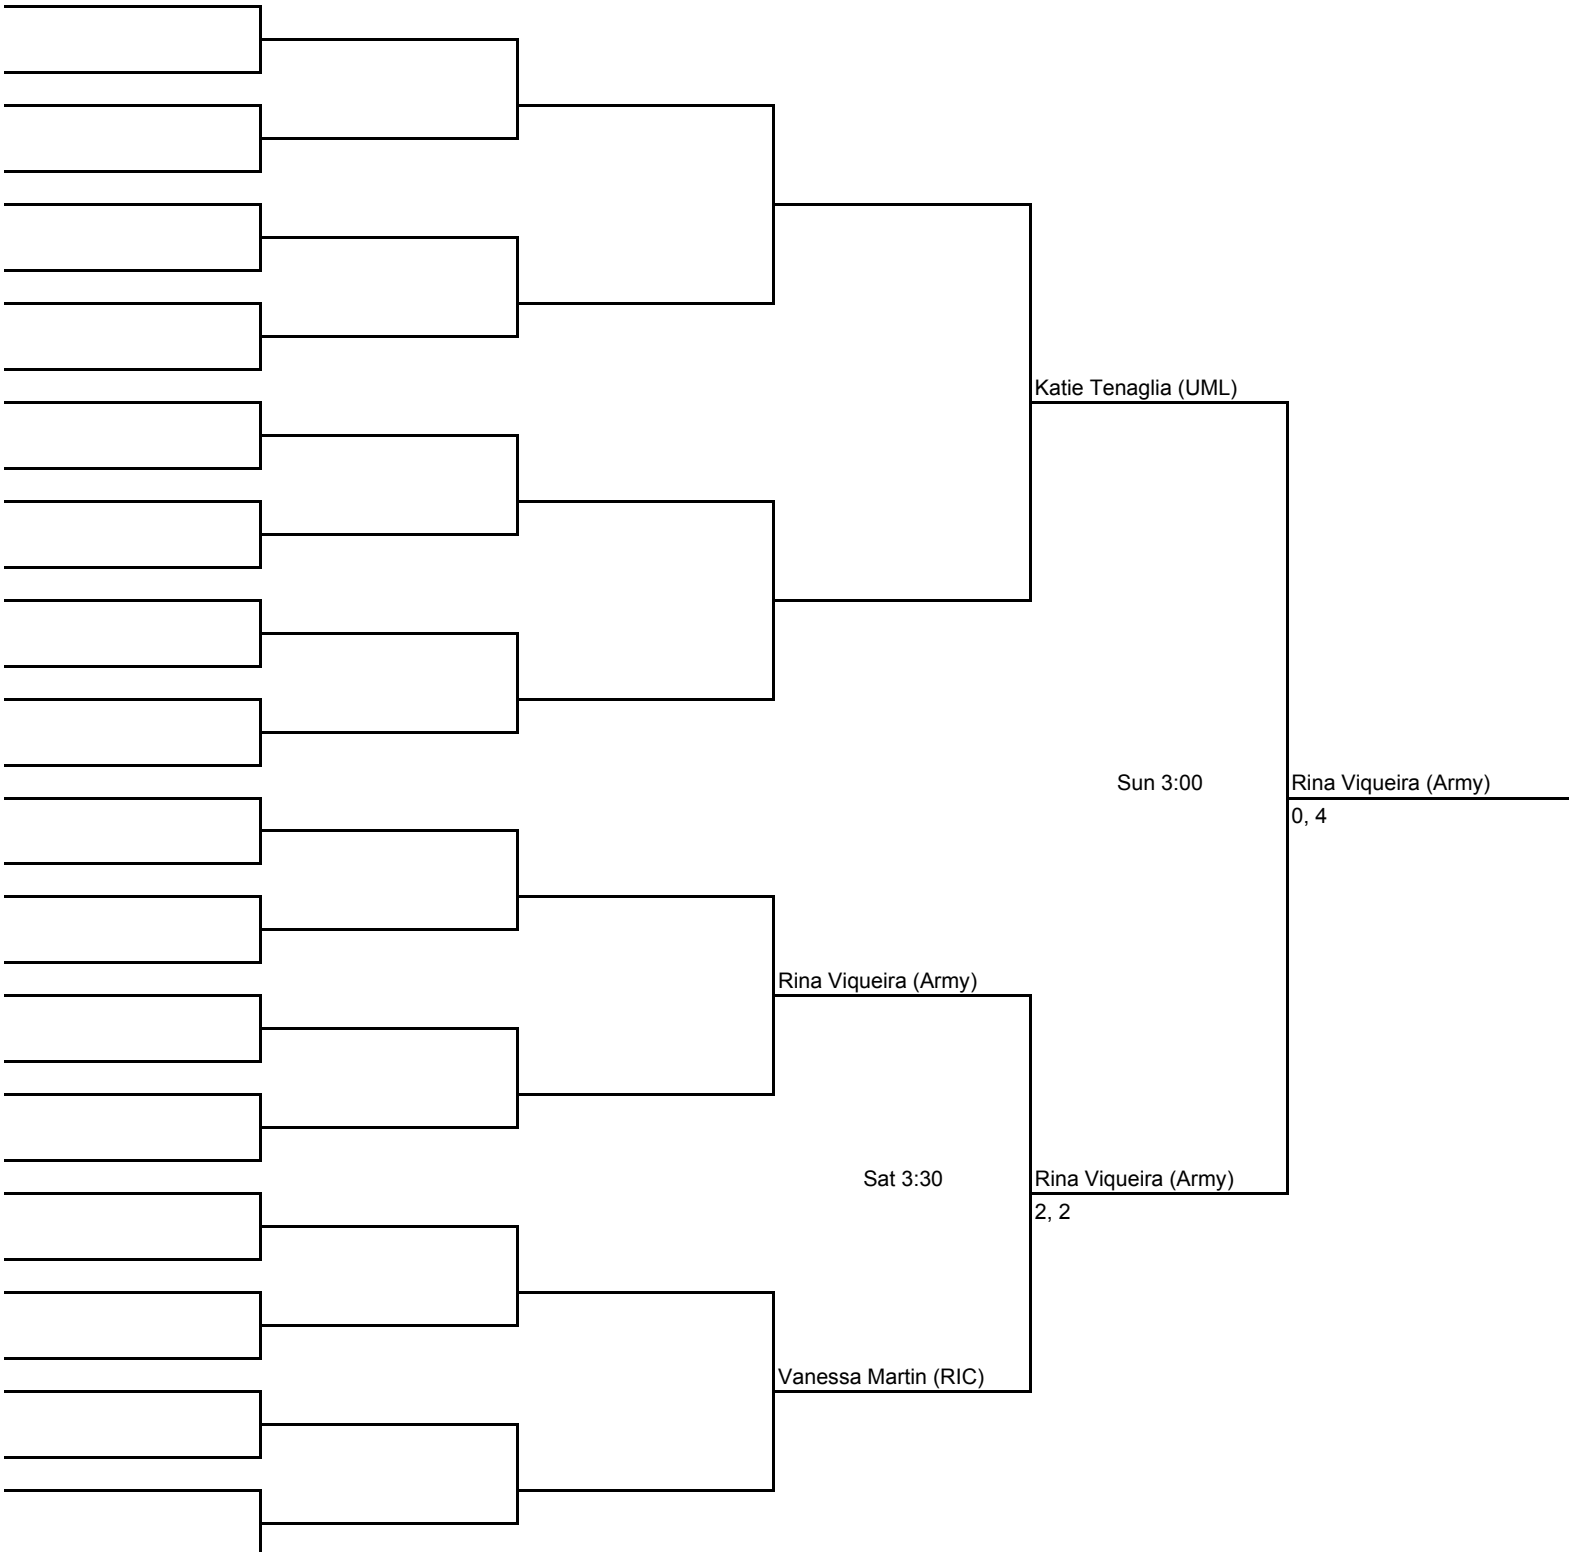 Katie Tenaglia (UML)
Sun 3:00
Rina Viqueira (Army)
0, 4
Rina Viqueira (Army)
Sat 3:30
Rina Viqueira (Army)
2, 2
Vanessa Martin (RIC)